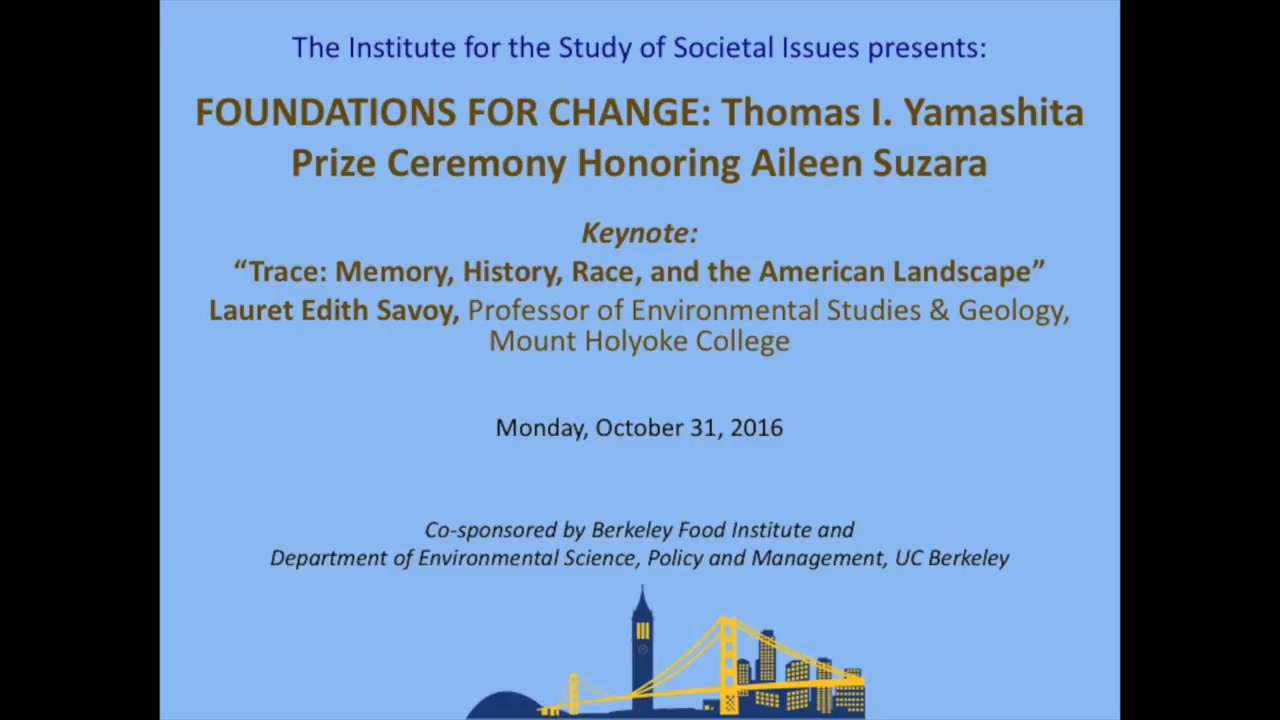 The Institute for the Study of Societal Issues presents:
FOUNDATIONS FOR CHANGE: Thomas I. Yamashita
Prize Ceremony Honoring Aileen Suzara
Keynote:
“Trace: Memory, History, Race, and the American Landscape”
Lauret Edith Savoy, Professor of Environmental Studies & Geology,
Mount Holyoke College
Monday, October 31, 2016
Co-sponsored by Berkeley Food Institute and
Department of Environmental Science, Policy and Management, UC Berkeley